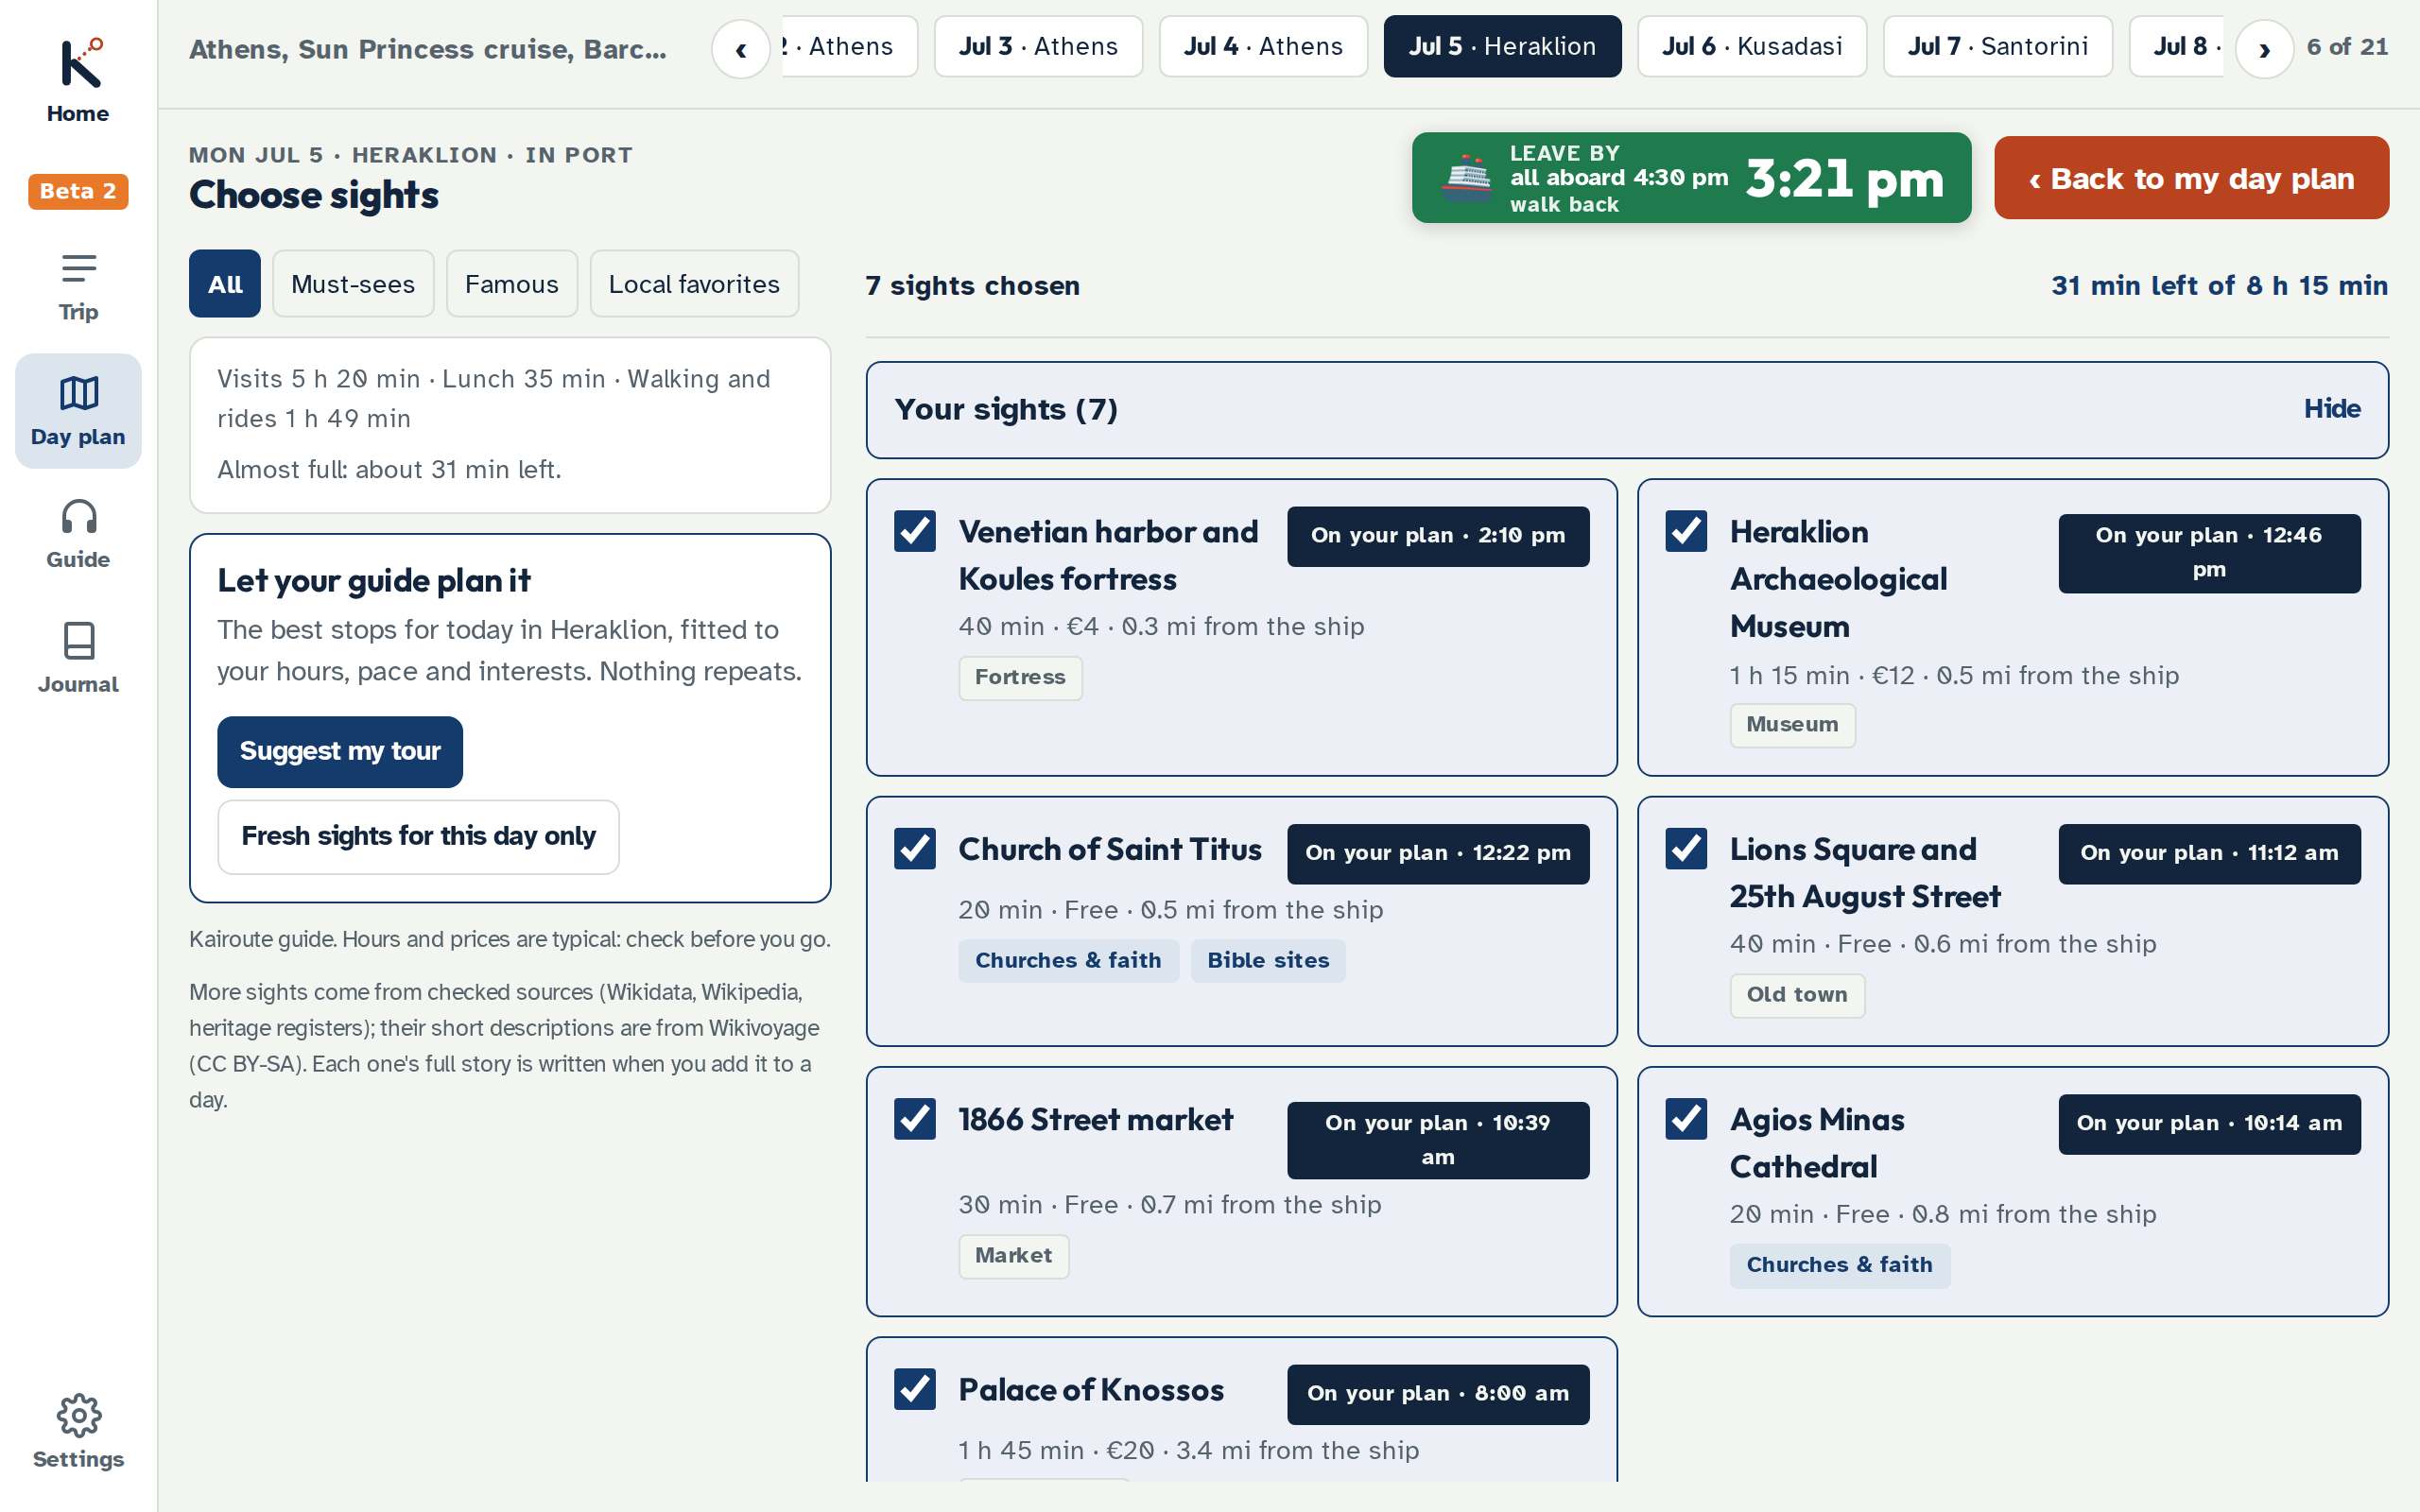 Home
Beta 2
Trip
Day plan
Guide
Journal
Settings
Athens, Sun Princess cruise, Barc...
‹
· Athens
Jul 3 · Athens
Jul 4 · Athens
Jul 5 · Heraklion
Jul 6 · Kusadasi
Jul 7 · Santorini
Jul 8 ·
›
6 of 21
MON JUL 5 · HERAKLION · IN PORT
Choose sights
LEAVE BY
all aboard 4:30 pm
walk back
3:21 pm
‹ Back to my day plan
All
Must-sees
Famous
Local favorites
Visits 5 h 20 min · Lunch 35 min · Walking and
rides 1 h 49 min
Almost full: about 31 min left.
Let your guide plan it
The best stops for today in Heraklion, fitted to
your hours, pace and interests. Nothing repeats.
Suggest my tour
Fresh sights for this day only
Kairoute guide. Hours and prices are typical: check before you go.
More sights come from checked sources (Wikidata, Wikipedia,
heritage registers); their short descriptions are from Wikivoyage
(CC BY-SA). Each one's full story is written when you add it to a
day.
7 sights chosen
31 min left of 8 h 15 min
Your sights (7)
Hide
Venetian harbor and
Koules fortress
On your plan · 2:10 pm
40 min · €4 · 0.3 mi from the ship
Fortress
Heraklion
Archaeological
Museum
On your plan · 12:46
pm
1 h 15 min · €12 · 0.5 mi from the ship
Museum
Church of Saint Titus
On your plan · 12:22 pm
20 min · Free · 0.5 mi from the ship
Churches & faith
Bible sites
Lions Square and
25th August Street
On your plan · 11:12 am
40 min · Free · 0.6 mi from the ship
Old town
1866 Street market
On your plan · 10:39
am
30 min · Free · 0.7 mi from the ship
Market
Agios Minas
Cathedral
On your plan · 10:14 am
20 min · Free · 0.8 mi from the ship
Churches & faith
Palace of Knossos
On your plan · 8:00 am
1 h 45 min · €20 · 3.4 mi from the ship